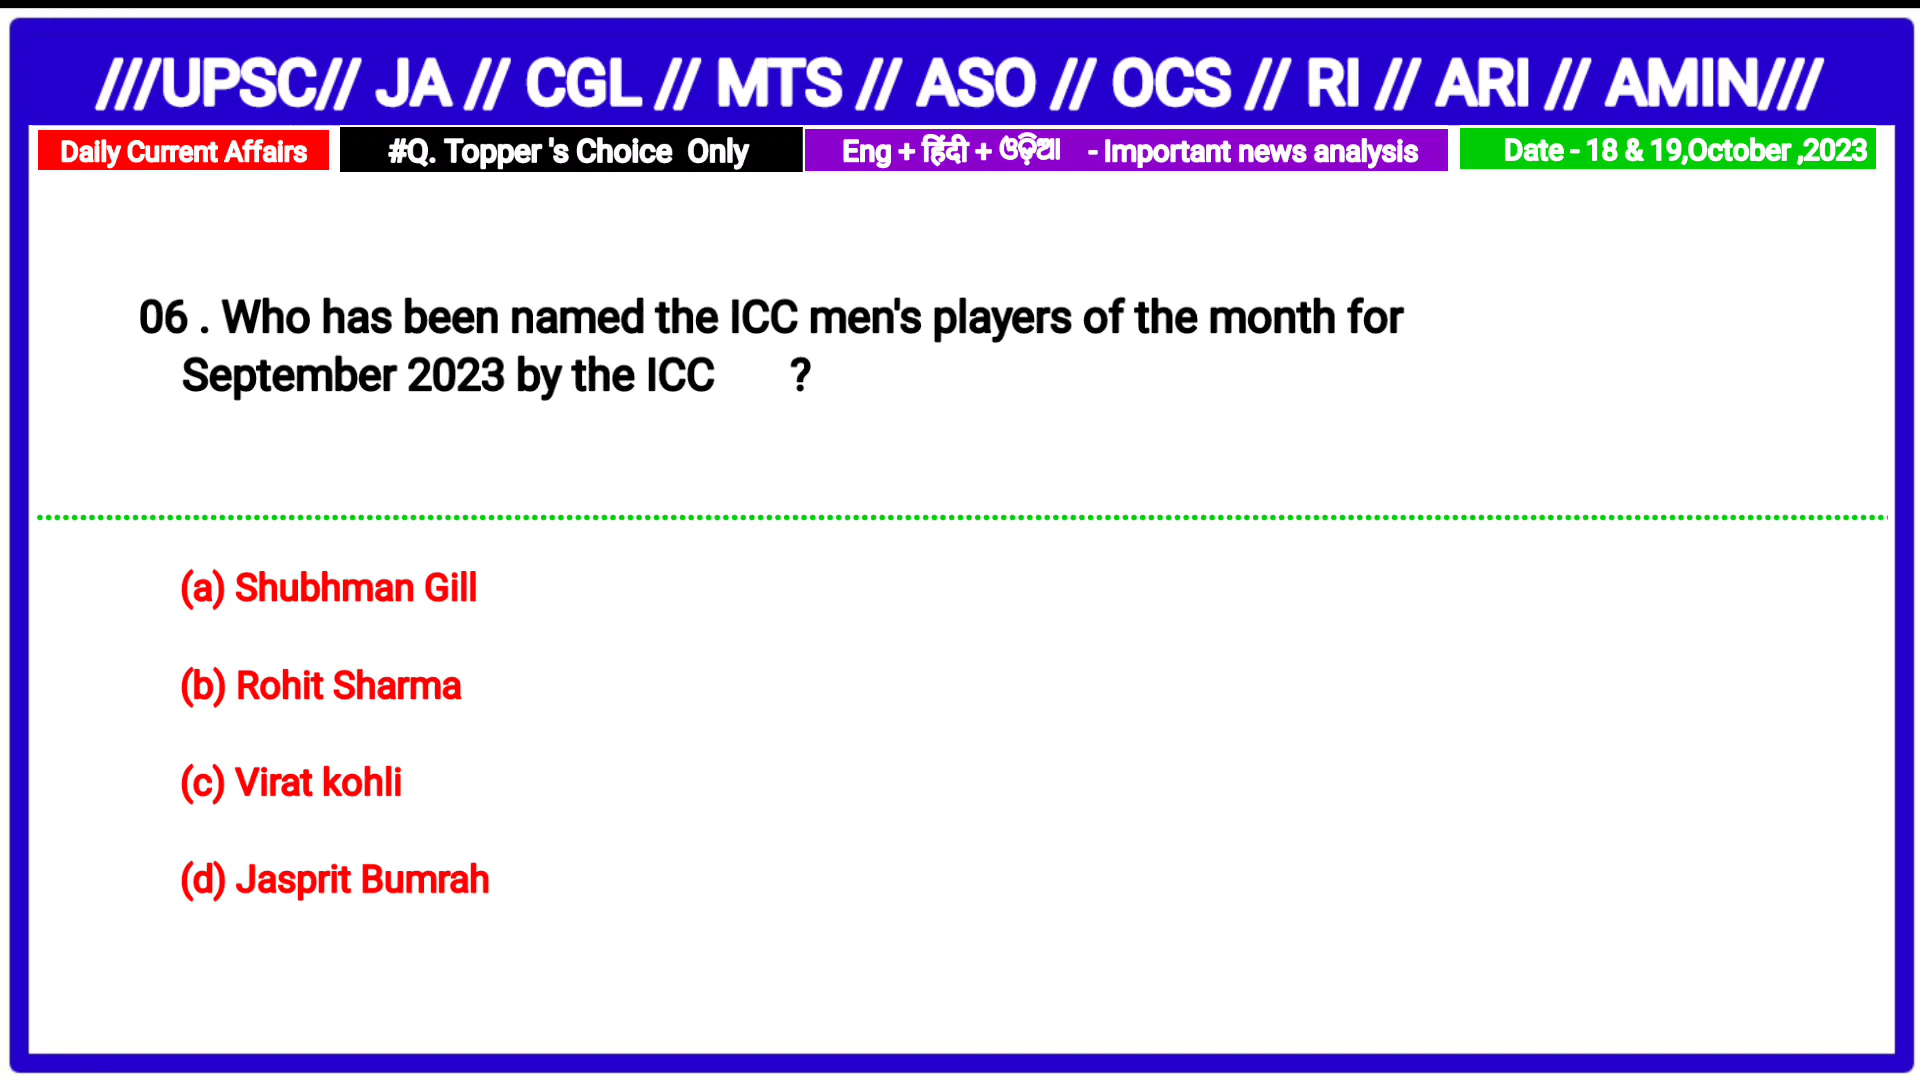 ///UPSC// JA // CGL // MTS // ASO // OCS // RI // ARI // AMIN///
Daily Current Affairs #Q. Topper 's Choice Only Eng + हिंदी + ଓଡ଼ିଆ - Important news analysis Date - 18 & 19,October ,2023
06 . Who has been named the ICC men's players of the month for
September 2023 by the ICC ?
(a) Shubhman Gill
(b) Rohit Sharma
(c) Virat kohli
(d) Jasprit Bumrah